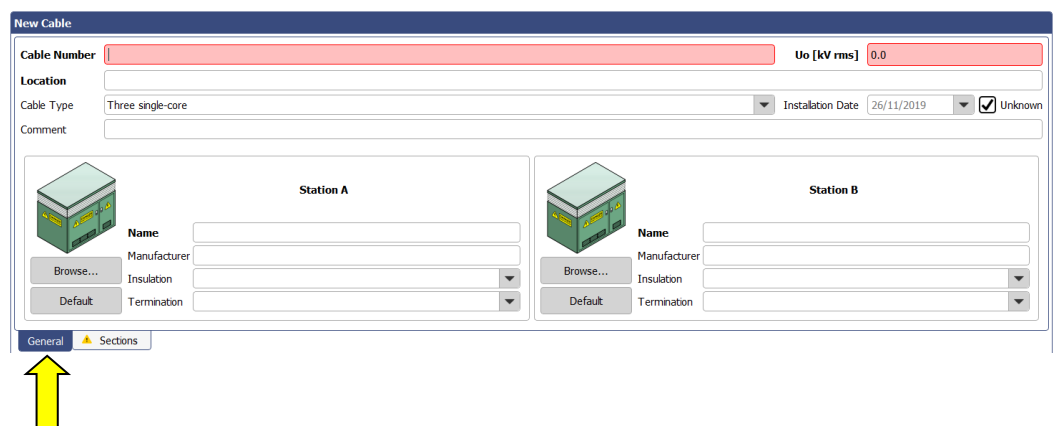 New Cable
Cable Number Uo [kV rms] 0.0
Location
Cable Type Three single-core Installation Date 26/11/2019 Unknown
Comment
Station A
Name
Manufacturer
Browse...
Insulation
Default Termination
Station B
Name
Manufacturer
Browse...
Insulation
Default Termination
General Sections